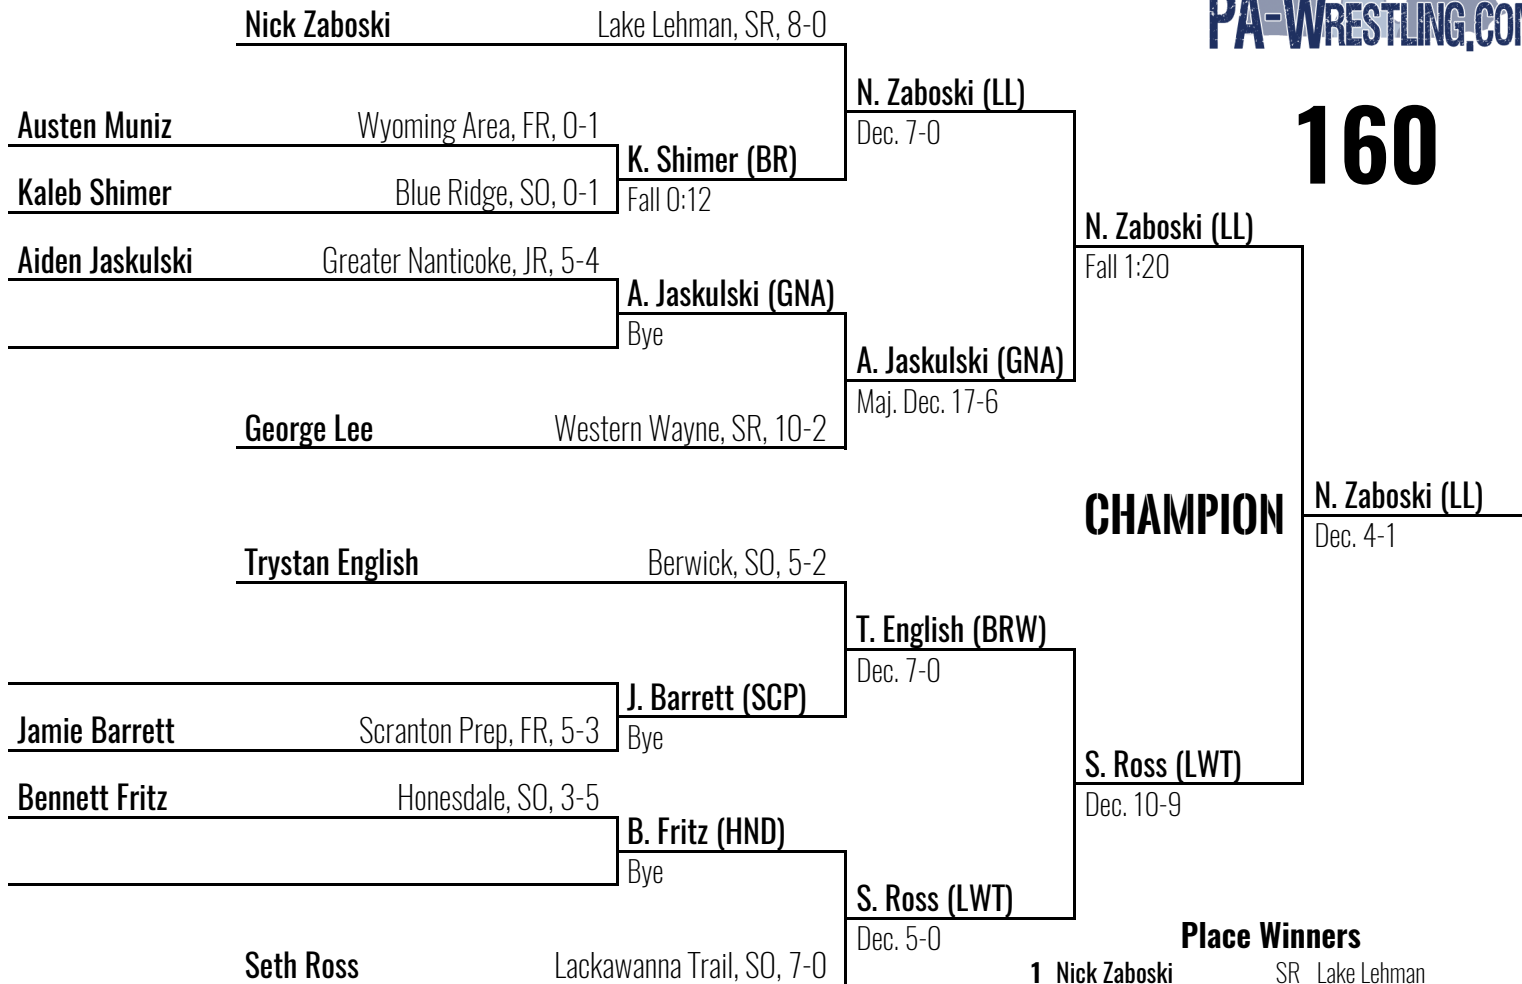 PA-WRESTLING.COM
160
Nick Zaboski Lake Lehman, SR, 8-0
N. Zaboski (LL)
Dec. 7-0
Austen Muniz Wyoming Area, FR, 0-1
K. Shimer (BR)
Fall 0:12
Kaleb Shimer Blue Ridge, SO, 0-1
N. Zaboski (LL)
Fall 1:20
Aiden Jaskulski Greater Nanticoke, JR, 5-4
A. Jaskulski (GNA)
Bye
A. Jaskulski (GNA)
Maj. Dec. 17-6
George Lee Western Wayne, SR, 10-2
CHAMPION
N. Zaboski (LL)
Dec. 4-1
Trystan English Berwick, SO, 5-2
T. English (BRW)
Dec. 7-0
J. Barrett (SCP)
Bye
Jamie Barrett Scranton Prep, FR, 5-3
S. Ross (LWT)
Dec. 10-9
Bennett Fritz Honesdale, SO, 3-5
B. Fritz (HND)
Bye
S. Ross (LWT)
Dec. 5-0
Seth Ross Lackawanna Trail, SO, 7-0
Place Winners
1 Nick Zaboski SR Lake Lehman